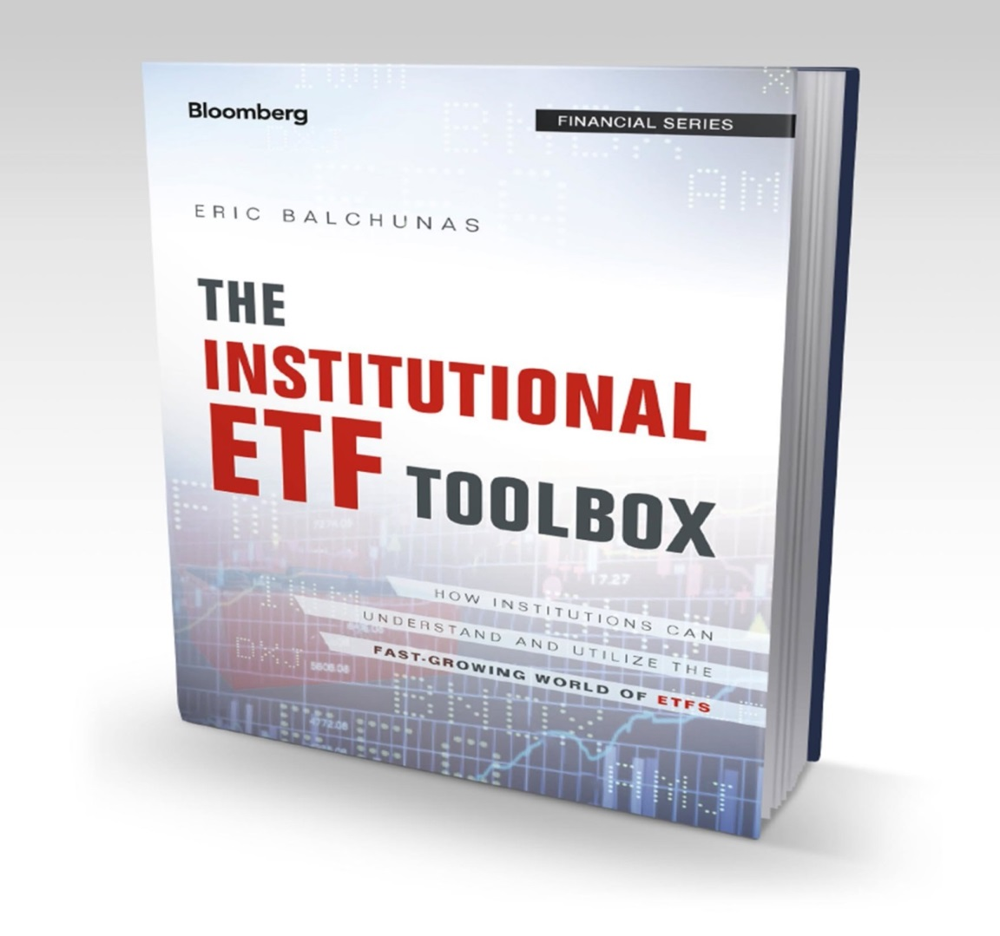 Bloomberg
FINANCIAL SERIES
ERIC BALCHUNAS
THE
INSTITUTIONAL
ETF TOOLBOX
HOW INSTITUTIONS CAN
UNDERSTAND AND UTILIZE THE
FAST-GROWING WORLD OF ETFS